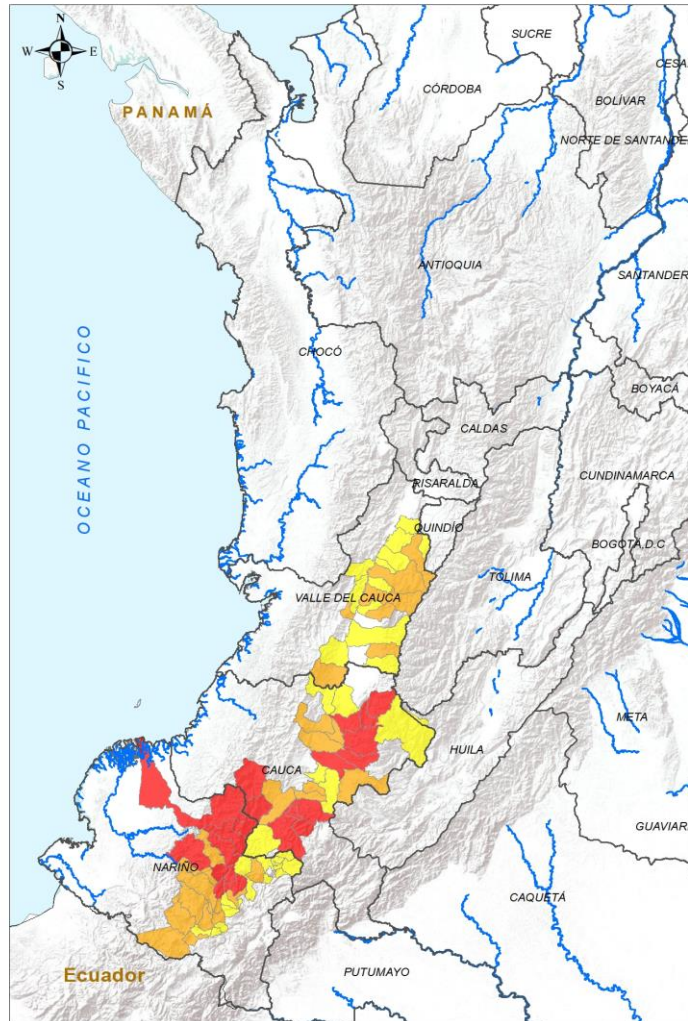 N
W E
S
SUCRE
CÓRDOBA
PANAMÁ
BOLÍVAR
NORTE DE SANTANDE
ANTIOQUIA
SANTANDER
OCEANO PACIFICO
CHOCÓ
BOYACÁ
CALDAS
RISARALDA
CUNDINAMARCA
QUINDÍO
BOGOTÁ,D.C
TOLIMA
VALLE DEL CAUCA
META
HUILA
CAUCA
GUAVIAR
NARIÑO
CAQUETÁ
Ecuador
PUTUMAYO